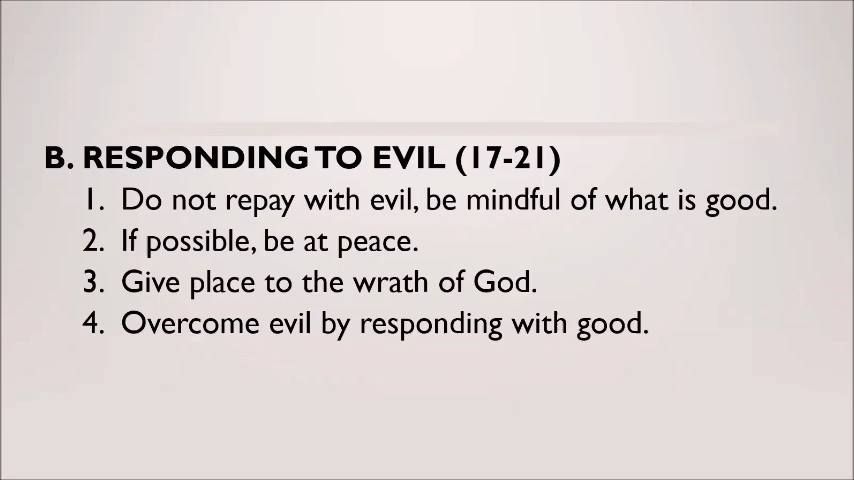 B. RESPONDING TO EVIL (17-21)
1. Do not repay with evil, be mindful of what is good.
2. If possible, be at peace.
3. Give place to the wrath of God.
4. Overcome evil by responding with good.